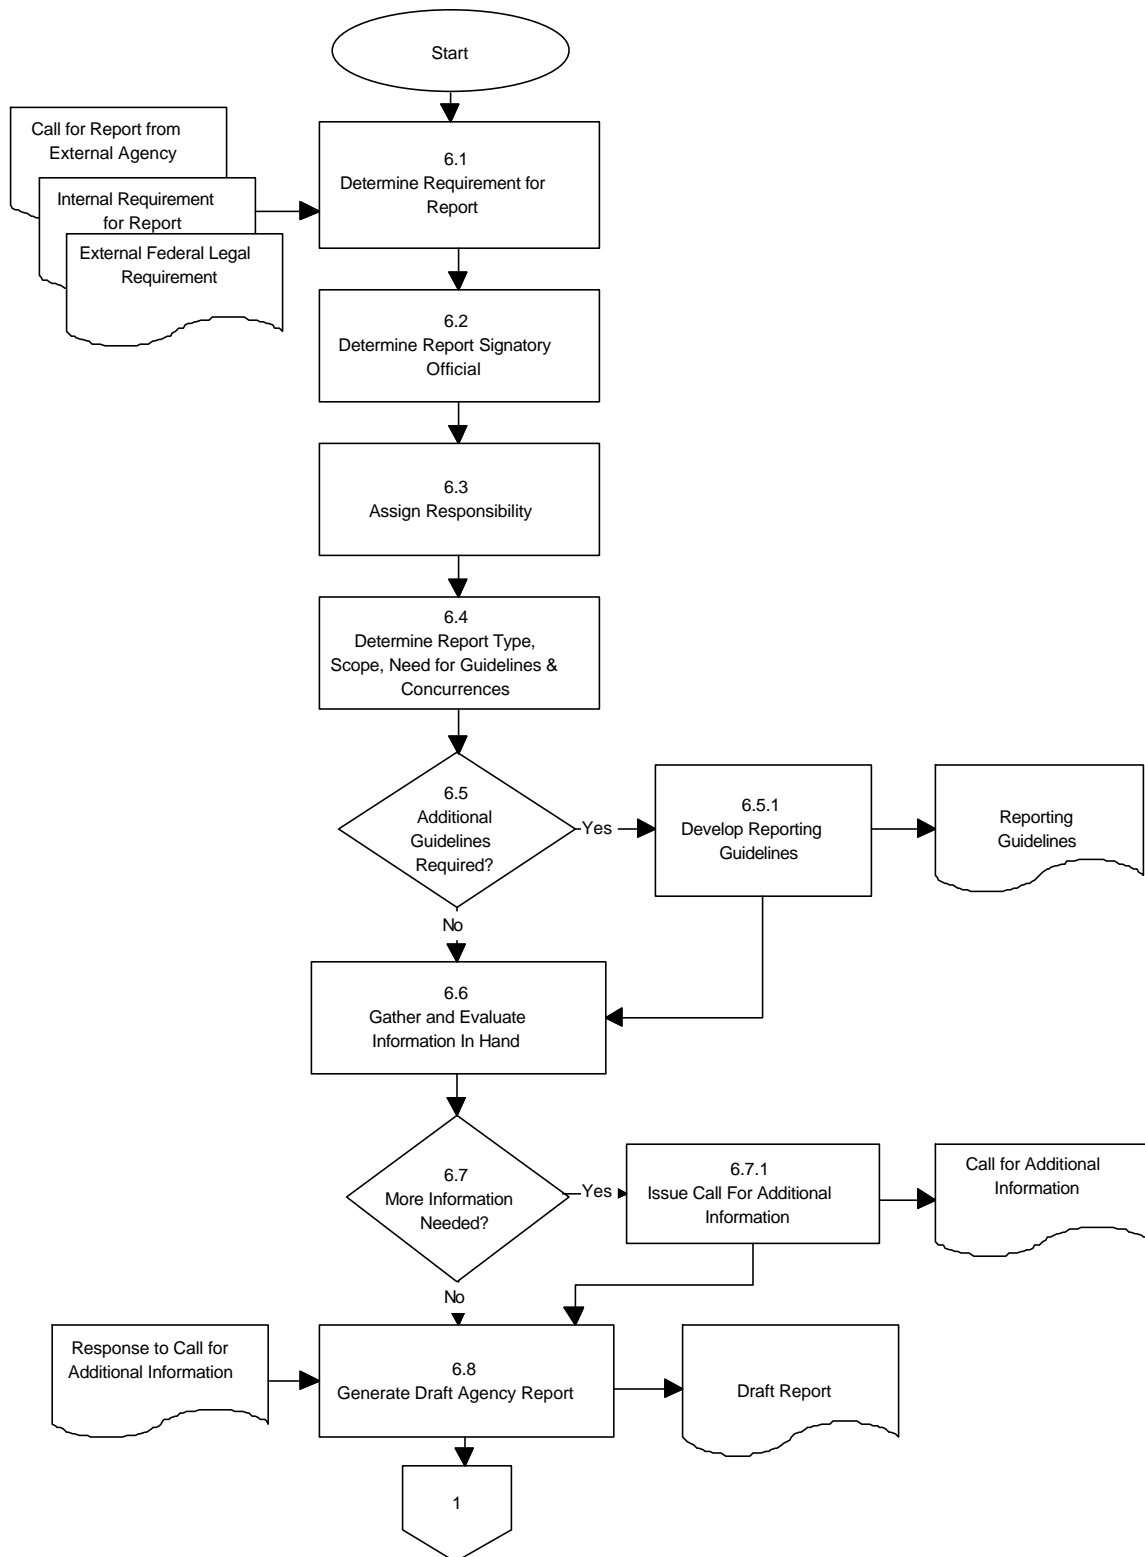 Start
Call for Report from
External Agency
Internal Requirement
for Report
External Federal Legal
Requirement
6.1
Determine Requirement for
Report
6.2
Determine Report Signatory
Official
6.3
Assign Responsibility
6.4
Determine Report Type,
Scope, Need for Guidelines &
Concurrences
6.5
Additional
Guidelines
Required?
Yes
6.5.1
Develop Reporting
Guidelines
Reporting
Guidelines
No
6.6
Gather and Evaluate
Information In Hand
6.7
More Information
Needed?
Yes
6.7.1
Issue Call For Additional
Information
Call for Additional
Information
No
Response to Call for
Additional Information
6.8
Generate Draft Agency Report
Draft Report
1